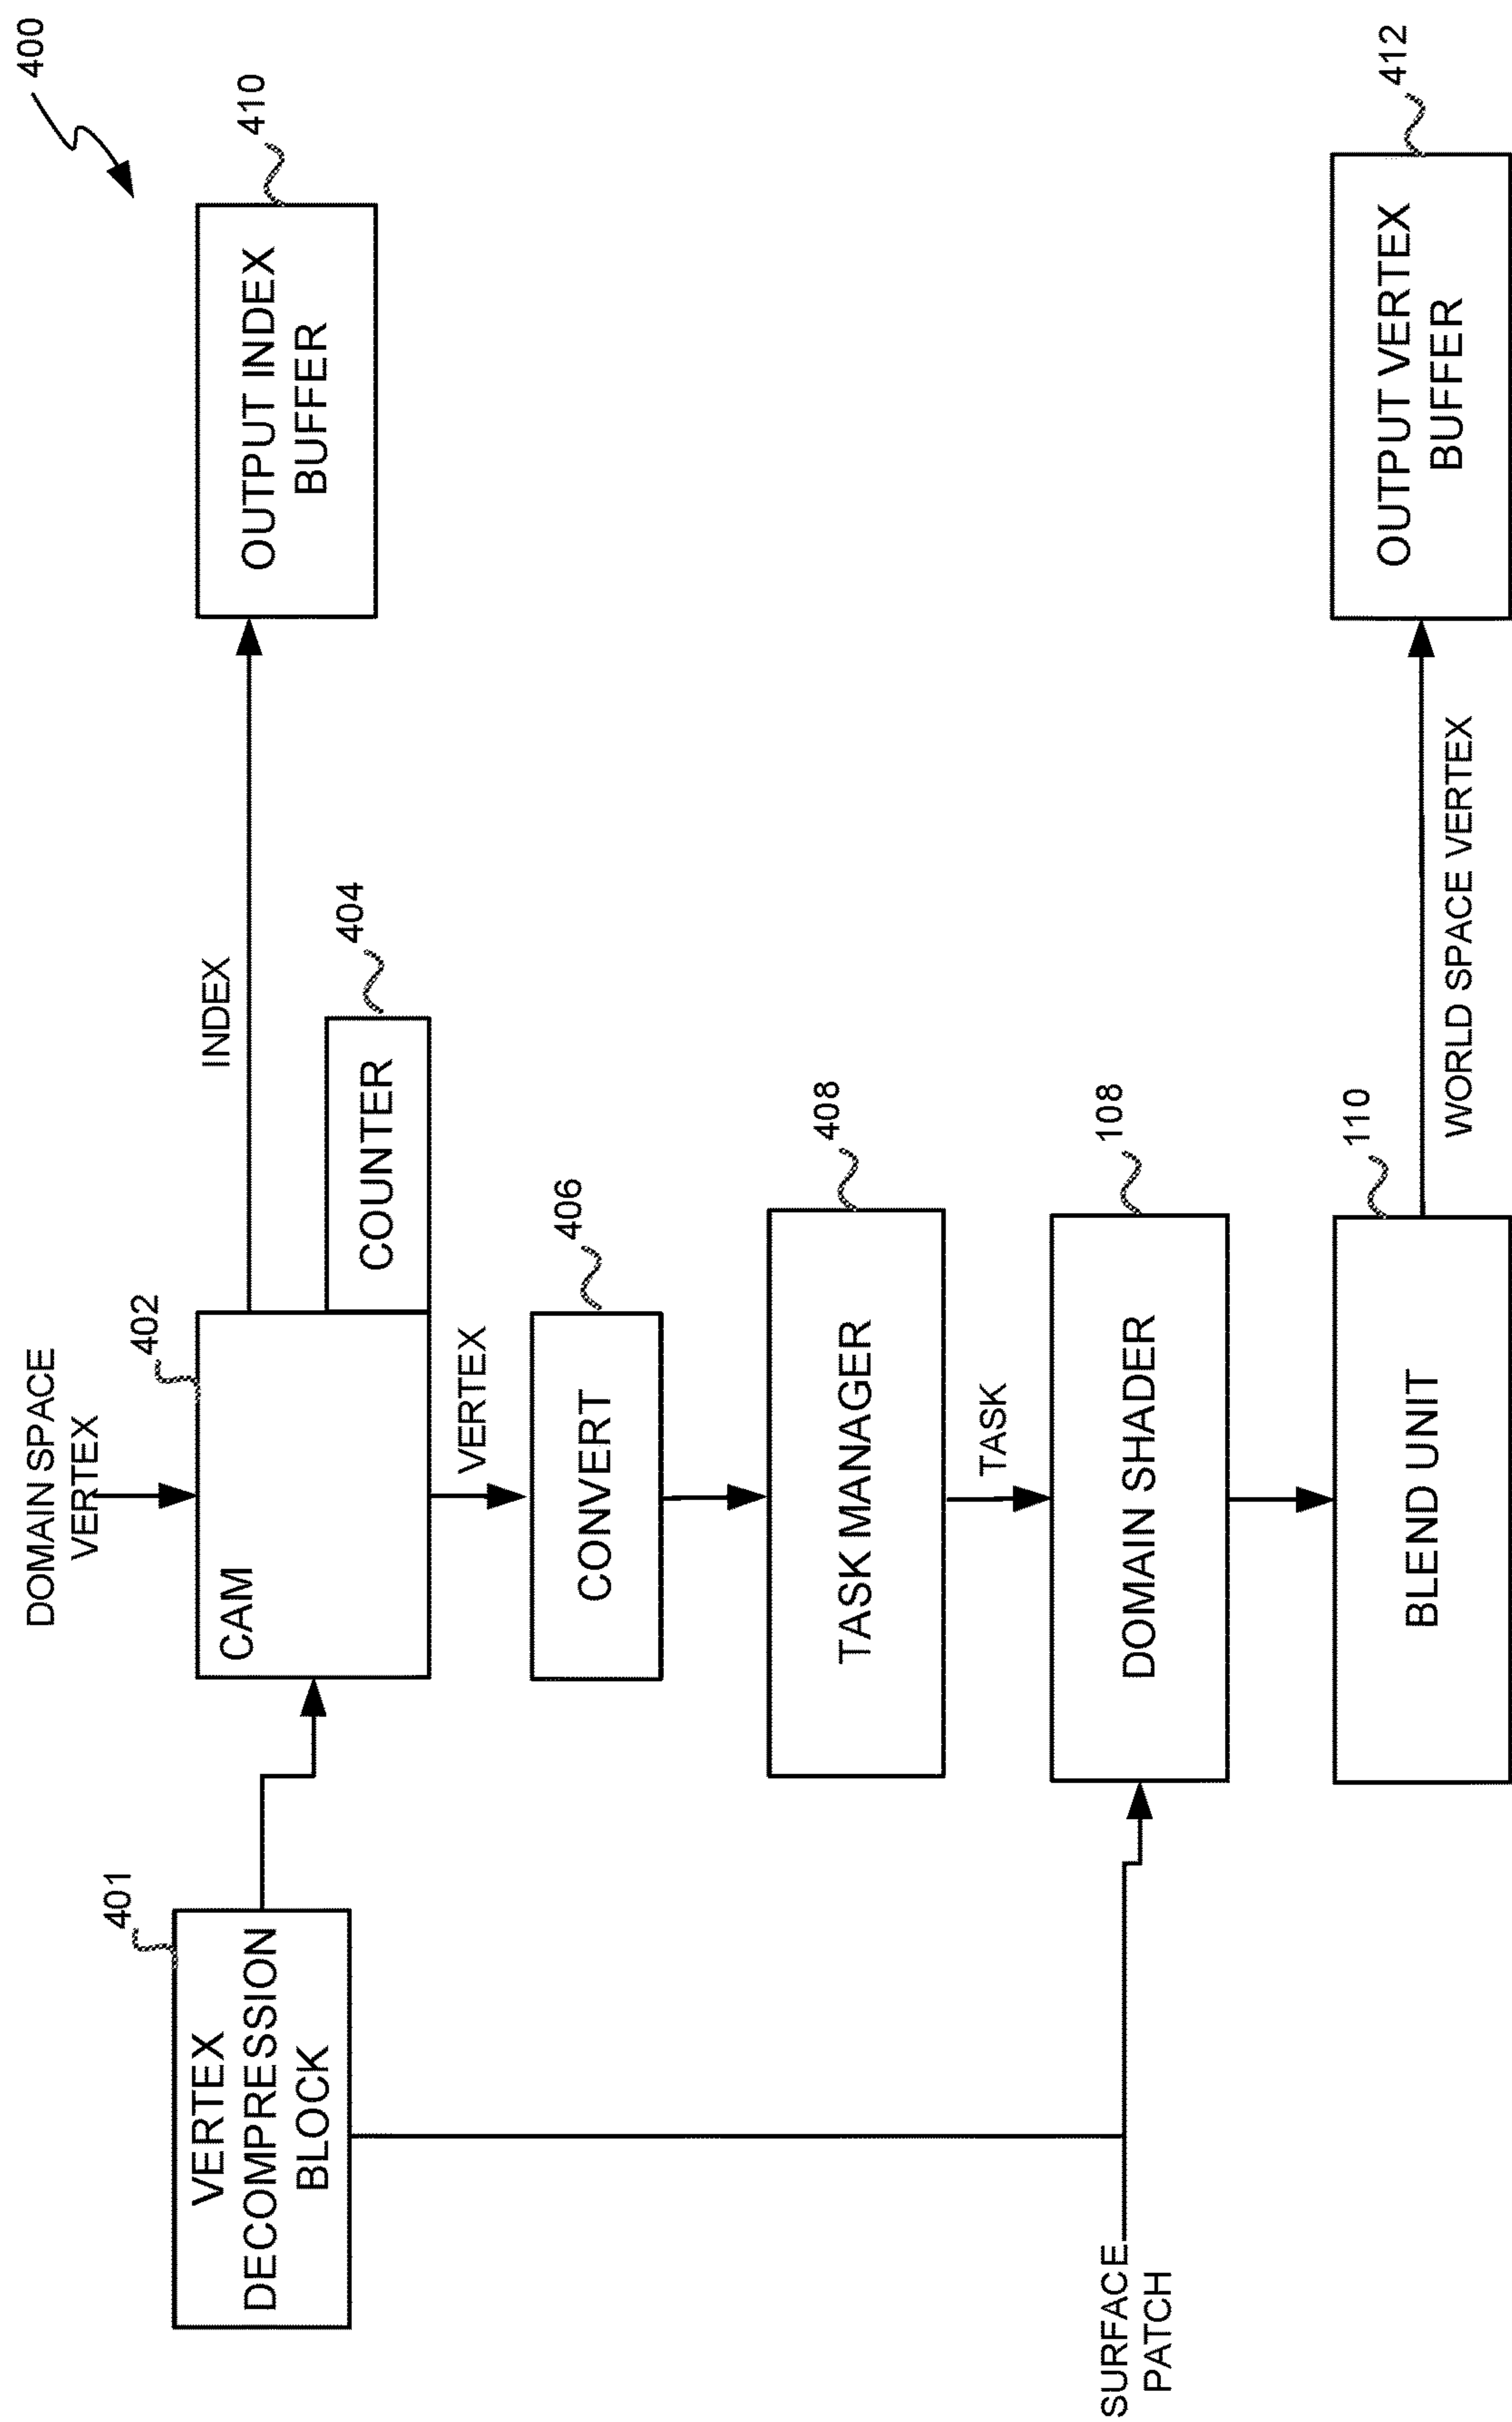 400
DOMAIN SPACE
VERTEX
401
VERTEX
DECOMPRESSION
BLOCK
402
CAM
INDEX
410
OUTPUT INDEX
BUFFER
404
COUNTER
VERTEX
406
CONVERT
408
TASK MANAGER
TASK
SURFACE
PATCH
108
DOMAIN SHADER
110
BLEND UNIT
WORLD SPACE VERTEX
412
OUTPUT VERTEX
BUFFER